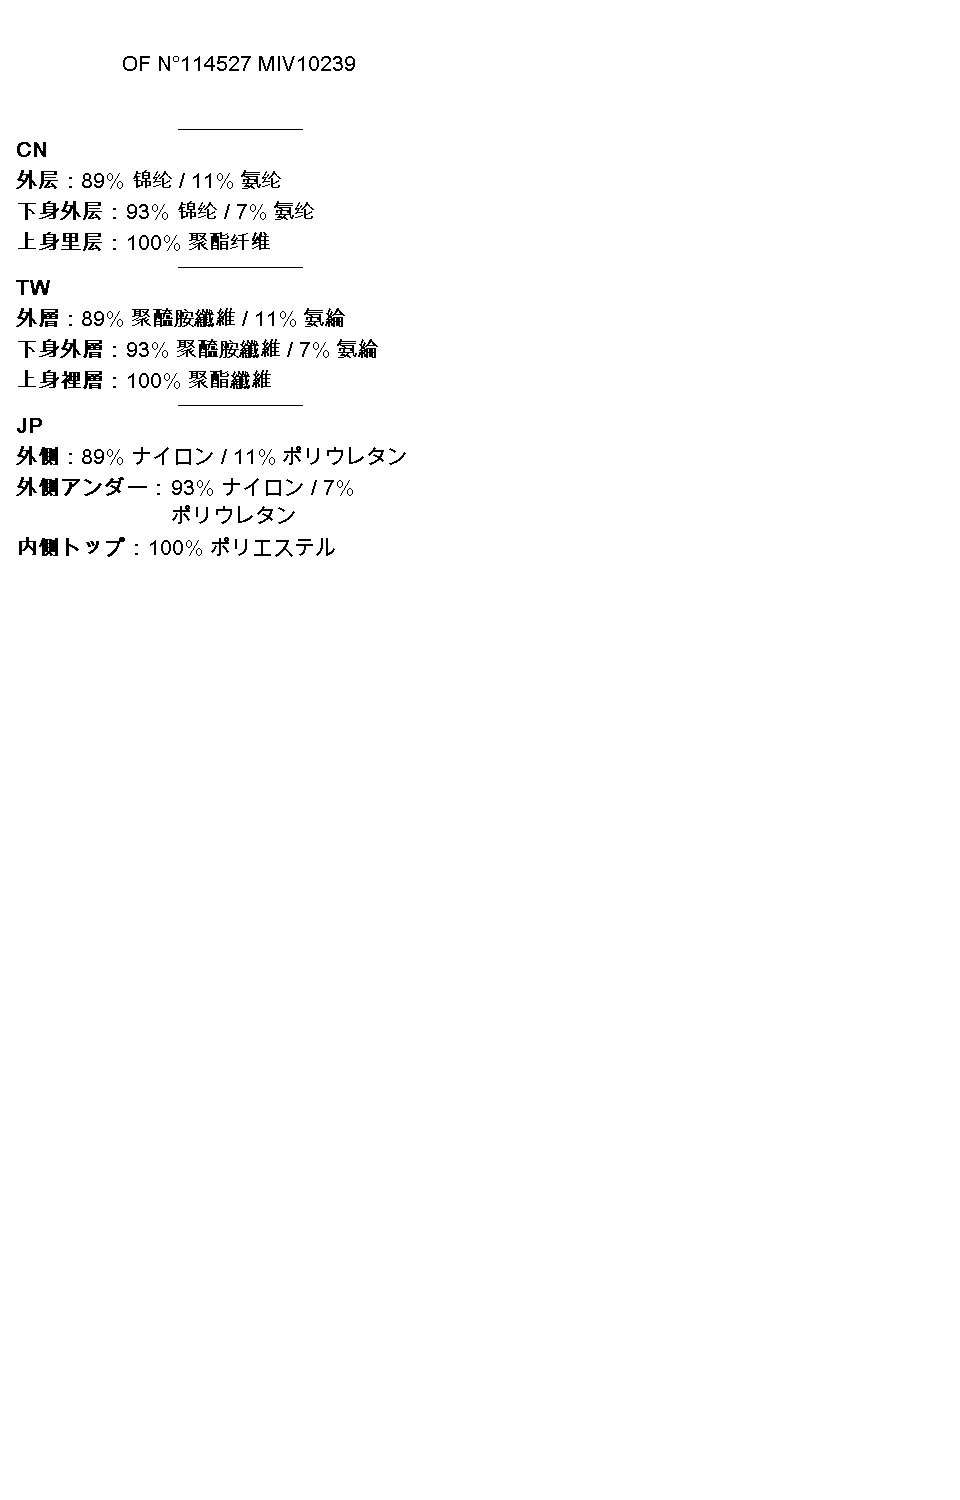 OF N°114527 MIV10239
CN
外层：89% 锦纶 / 11% 氨纶
下身外层：93% 锦纶 / 7% 氨纶
上身里层：100% 聚酯纤维
TW
外層：89% 聚醯胺纖維 / 11% 氨綸
下身外層：93% 聚醯胺纖維 / 7% 氨綸
上身裡層：100% 聚酯纖維
JP
外側：89% ナイロン / 11% ポリウレタン
外側アンダー：93% ナイロン / 7%
ポリウレタン
内側トップ：100% ポリエステル